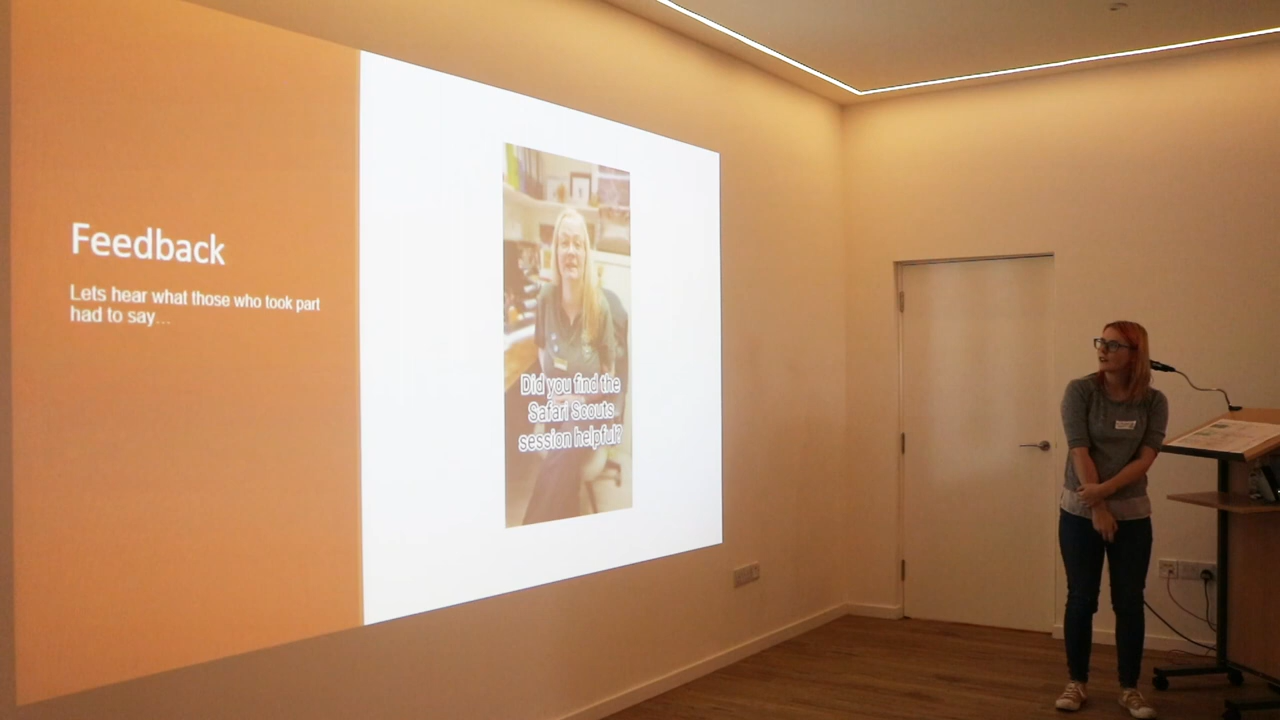 Feedback
Lets hear what those who took part
had to say...
Did you find the
Safari Scouts
session helpful?